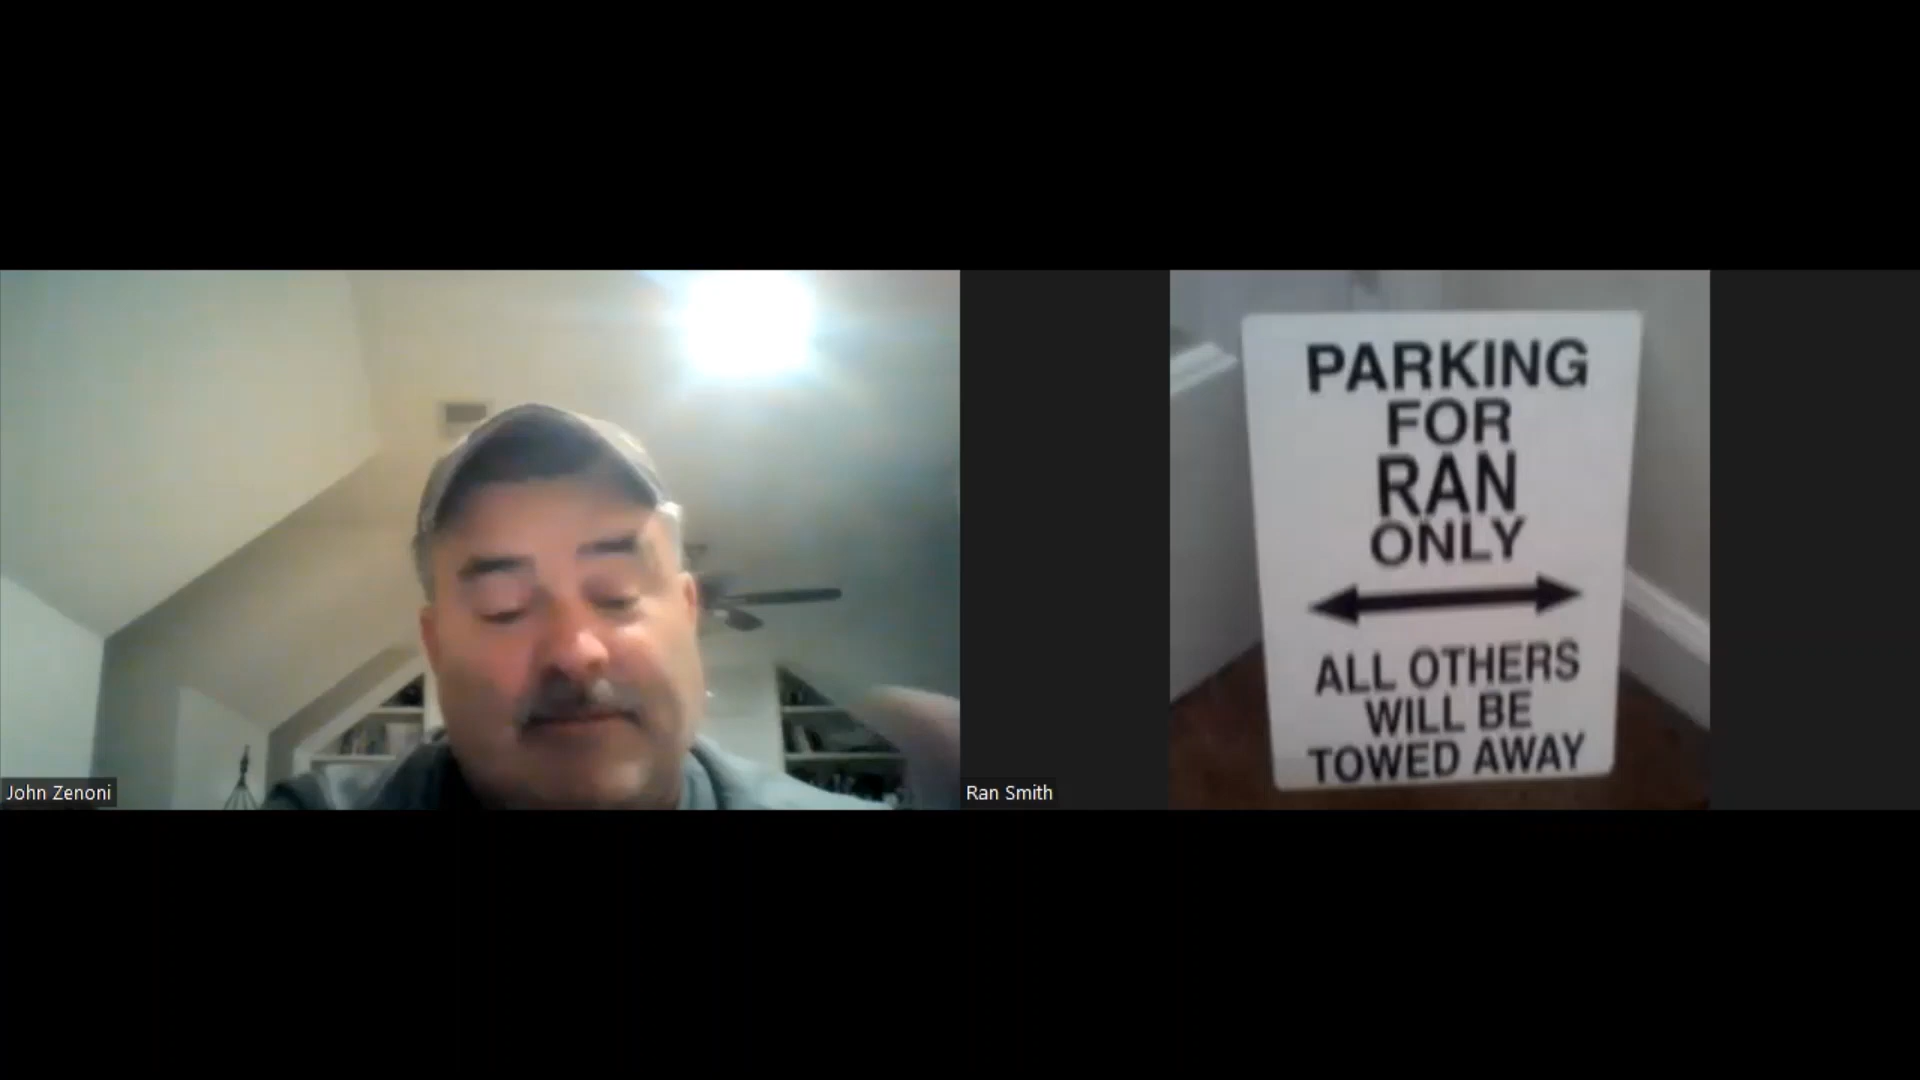 John Zenoni
PARKING
FOR
RAN
ONLY
ALL OTHERS
WILL BE
TOWED AWAY
Ran Smith